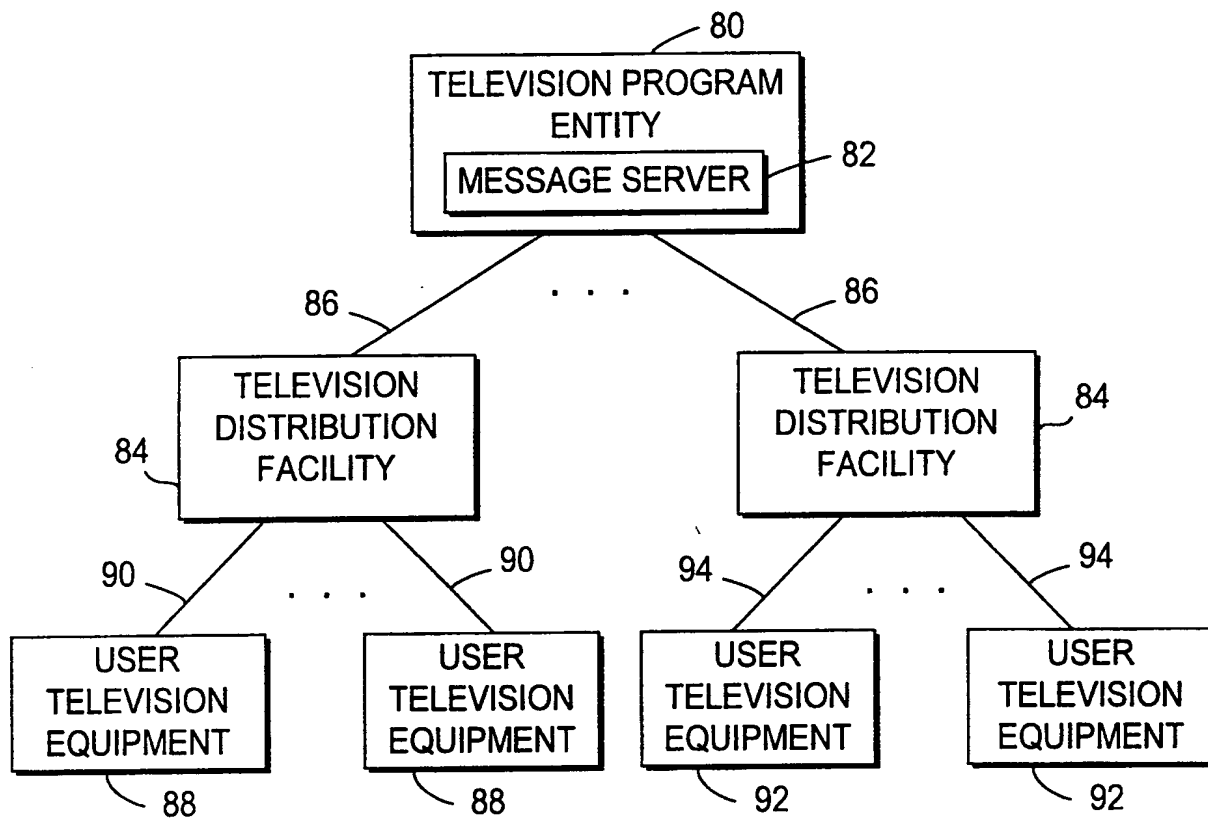 80
TELEVISION PROGRAM
ENTITY
MESSAGE SERVER
82
. . .
86
86
TELEVISION
DISTRIBUTION
FACILITY
84
TELEVISION
DISTRIBUTION
FACILITY
84
90
. . .
90
94
. . .
94
USER
TELEVISION
EQUIPMENT
88
USER
TELEVISION
EQUIPMENT
88
USER
TELEVISION
EQUIPMENT
92
USER
TELEVISION
EQUIPMENT
92